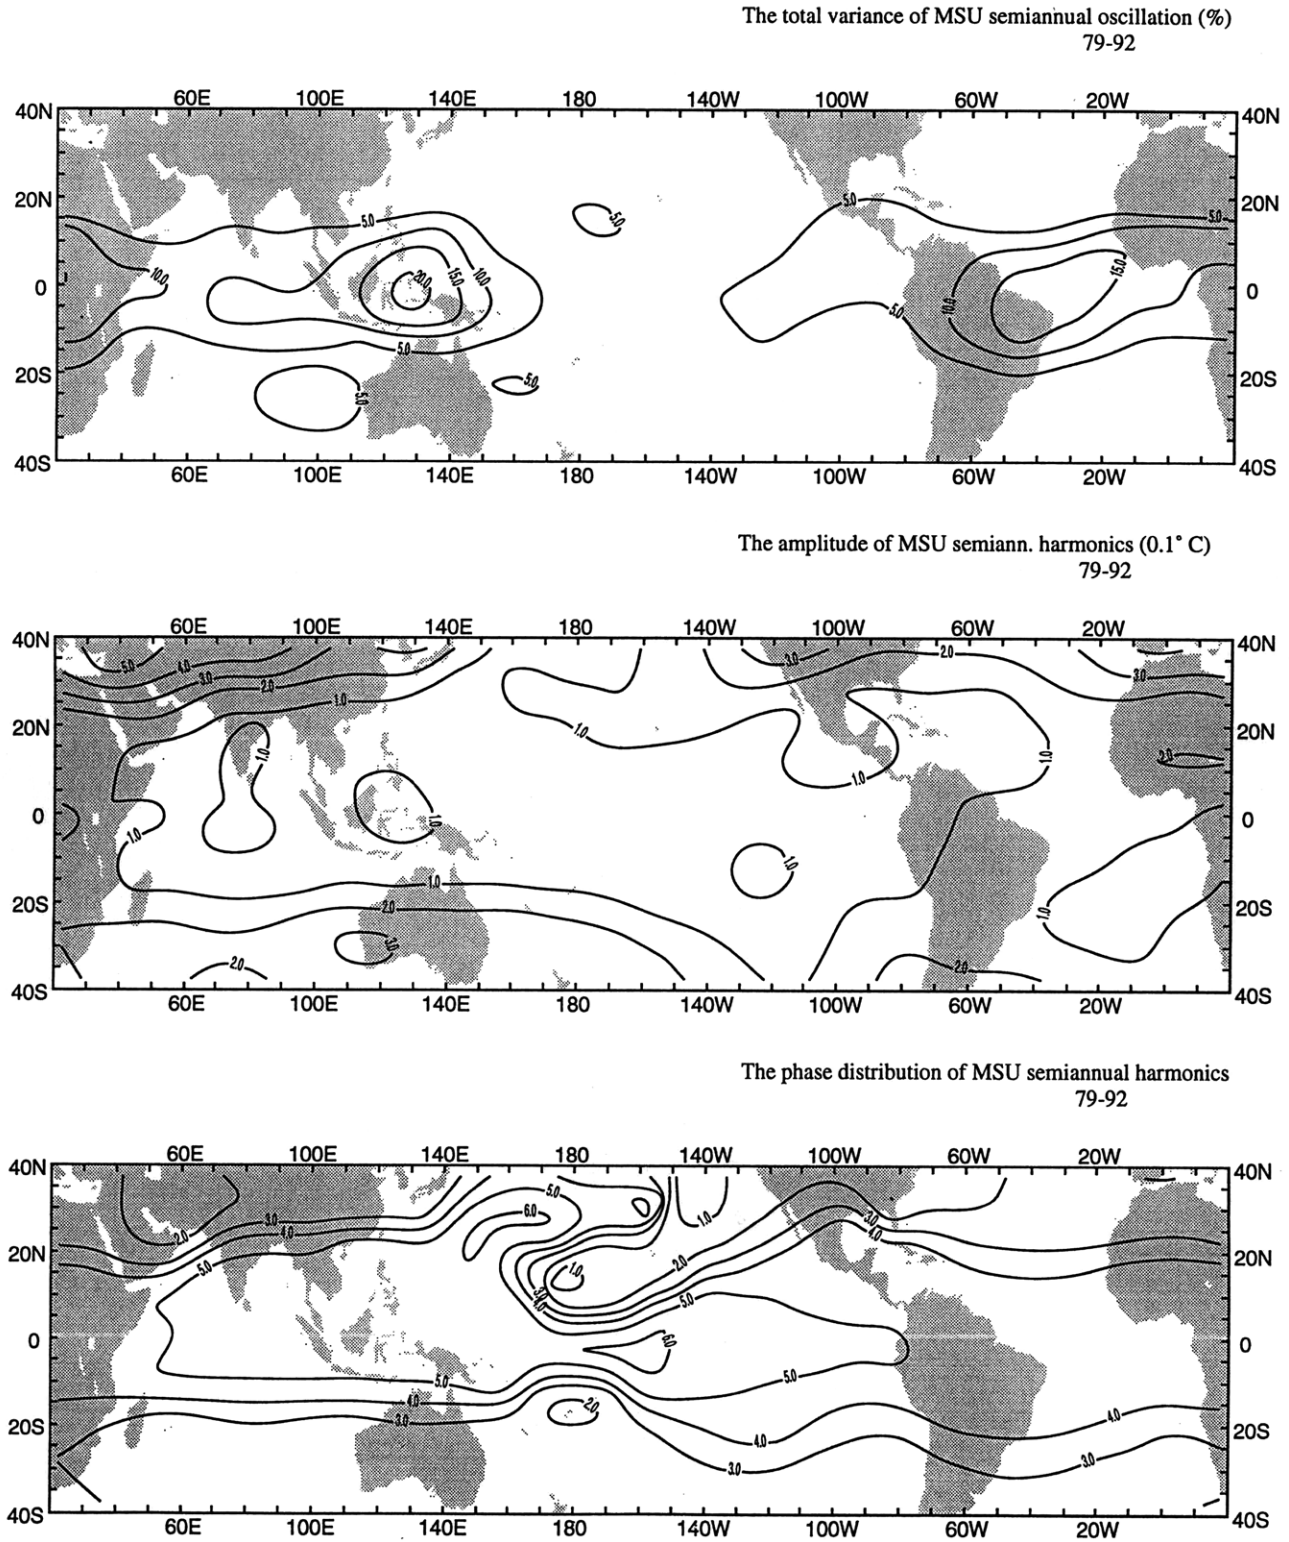 The total variance of MSU semiannual oscillation (%)
79-92
60E 100E 140E 180 140W 100W 60W 20W
40N 40N
20N 5.0 5.0 5.0 5.0 20N
10.0 20.0 15.0 10.0 15.0
0 10.0 5.0 0
5.0
20S 5.0 5.0 20S
40S 40S
60E 100E 140E 180 140W 100W 60W 20W
The amplitude of MSU semiann. harmonics (0.1° C)
79-92
60E 100E 140E 180 140W 100W 60W 20W
40N 5.0 4.0 3.0 2.0 40N
3.0 2.0 1.0 3.0
20N 1.0 1.0 1.0 1.0 2.0 20N
0 1.0 1.0 0
1.0 1.0
20S 2.0 1.0 20S
3.0
2.0 2.0
40S 40S
60E 100E 140E 180 140W 100W 60W 20W
The phase distribution of MSU semiannual harmonics
79-92
60E 100E 140E 180 140W 100W 60W 20W
40N 5.0 40N
2.0 3.0 4.0 6.0 1.0 3.0 4.0
20N 5.0 1.0 2.0 20N
3.0 4.0 5.0
0 6.0 0
5.0 5.0
4.0 3.0 2.0 4.0
20S 4.0 20S
3.0 3.0
40S 40S
60E 100E 140E 180 140W 100W 60W 20W